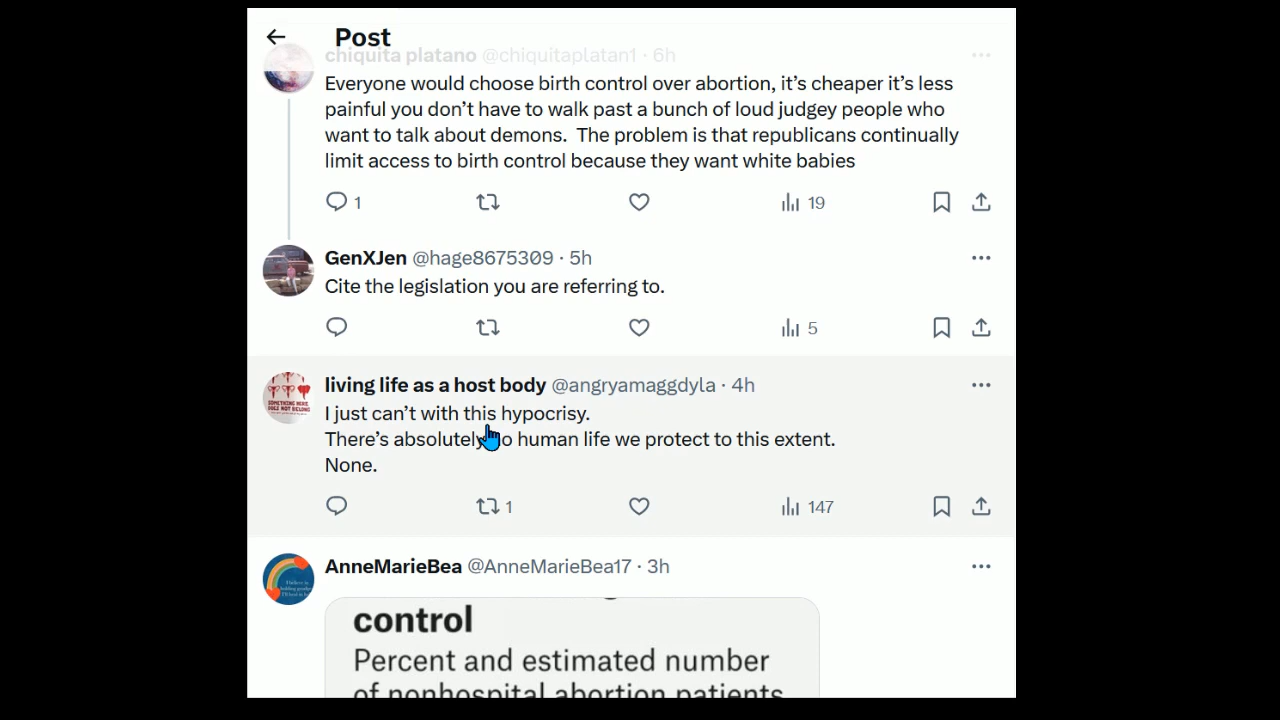 Post
chiquita platano @chiquitaplatan1 · 6h
Everyone would choose birth control over abortion, it’s cheaper it’s less
painful you don’t have to walk past a bunch of loud judgey people who
want to talk about demons.  The problem is that republicans continually
limit access to birth control because they want white babies
1 19
GenXJen @hage8675309 · 5h
Cite the legislation you are referring to.
5
living life as a host body @angryamaggdyla · 4h
I just can’t with this hypocrisy.
There’s absolutely no human life we protect to this extent.
None.
1 147
AnneMarieBea @AnneMarieBea17 · 3h
control
Percent and estimated number
of nonhospital abortion patients